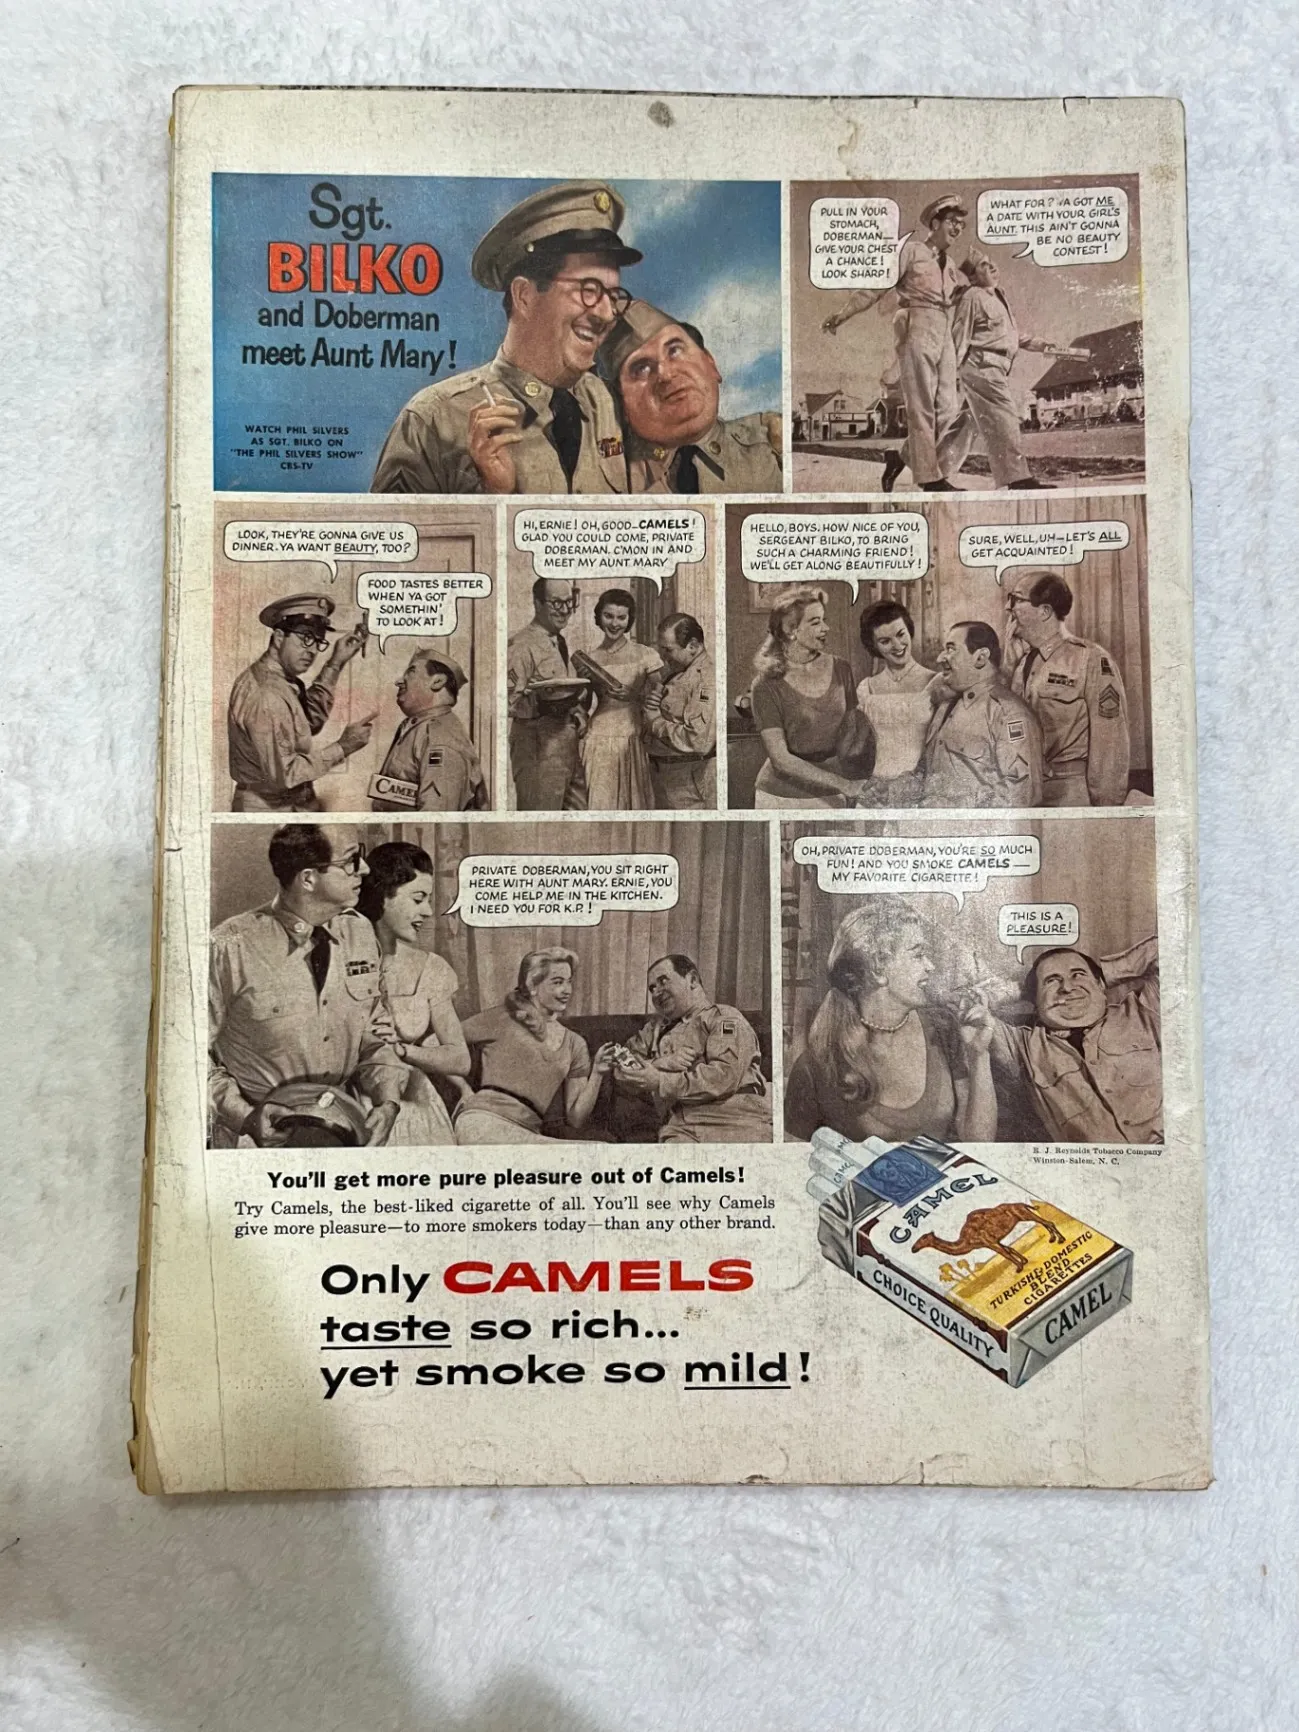 Sgt.
BILKO
and Doberman
meet Aunt Mary!
WATCH PHIL SILVERS
AS SGT. BILKO ON
"THE PHIL SILVERS SHOW"
CBS-TV
PULL IN YOUR
STOMACH,
DOBERMAN—
GIVE YOUR CHEST
A CHANCE!
LOOK SHARP!
WHAT FOR? YA GOT ME
A DATE WITH YOUR GIRL'S
AUNT. THIS AIN'T GONNA
BE NO BEAUTY
CONTEST!
LOOK, THEY'RE GONNA GIVE US
DINNER. YA WANT BEAUTY, TOO?
FOOD TASTES BETTER
WHEN YA GOT
SOMETHIN'
TO LOOK AT!
CAMEL
HI, ERNIE! OH, GOOD—CAMELS!
GLAD YOU COULD COME, PRIVATE
DOBERMAN. C'MON IN AND
MEET MY AUNT MARY
HELLO, BOYS. HOW NICE OF YOU,
SERGEANT BILKO, TO BRING
SUCH A CHARMING FRIEND!
WE'LL GET ALONG BEAUTIFULLY!
SURE, WELL, UH—LET'S ALL
GET ACQUAINTED!
PRIVATE DOBERMAN, YOU SIT RIGHT
HERE WITH AUNT MARY. ERNIE, YOU
COME HELP ME IN THE KITCHEN.
I NEED YOU FOR K.P.!
OH, PRIVATE DOBERMAN, YOU'RE SO MUCH
FUN! AND YOU SMOKE CAMELS—
MY FAVORITE CIGARETTE!
THIS IS A
PLEASURE!
R. J. Reynolds Tobacco Company
Winston-Salem, N. C.
You'll get more pure pleasure out of Camels!
Try Camels, the best-liked cigarette of all. You'll see why Camels
give more pleasure—to more smokers today—than any other brand.
Only CAMELS
taste so rich...
yet smoke so mild!
CAMEL
CAMEL
TURKISH & DOMESTIC
BLEND
CIGARETTES
CHOICE QUALITY
CAMEL